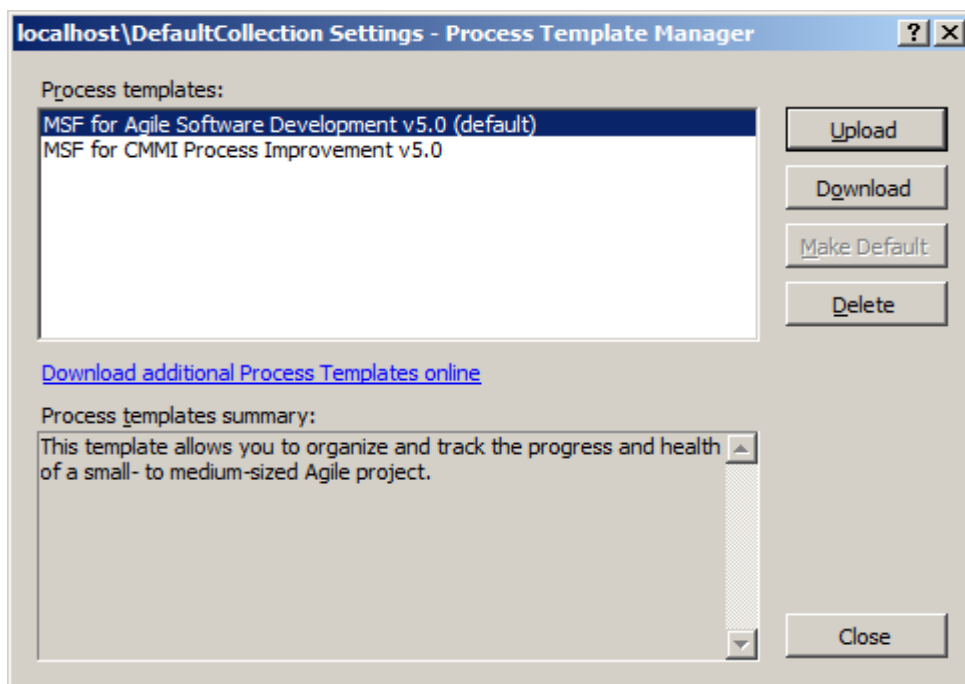 localhost\DefaultCollection Settings - Process Template Manager
Process templates:
MSF for Agile Software Development v5.0 (default)
MSF for CMMI Process Improvement v5.0
Upload
Download
Make Default
Delete
Download additional Process Templates online
Process templates summary:
This template allows you to organize and track the progress and health
of a small- to medium-sized Agile project.
Close